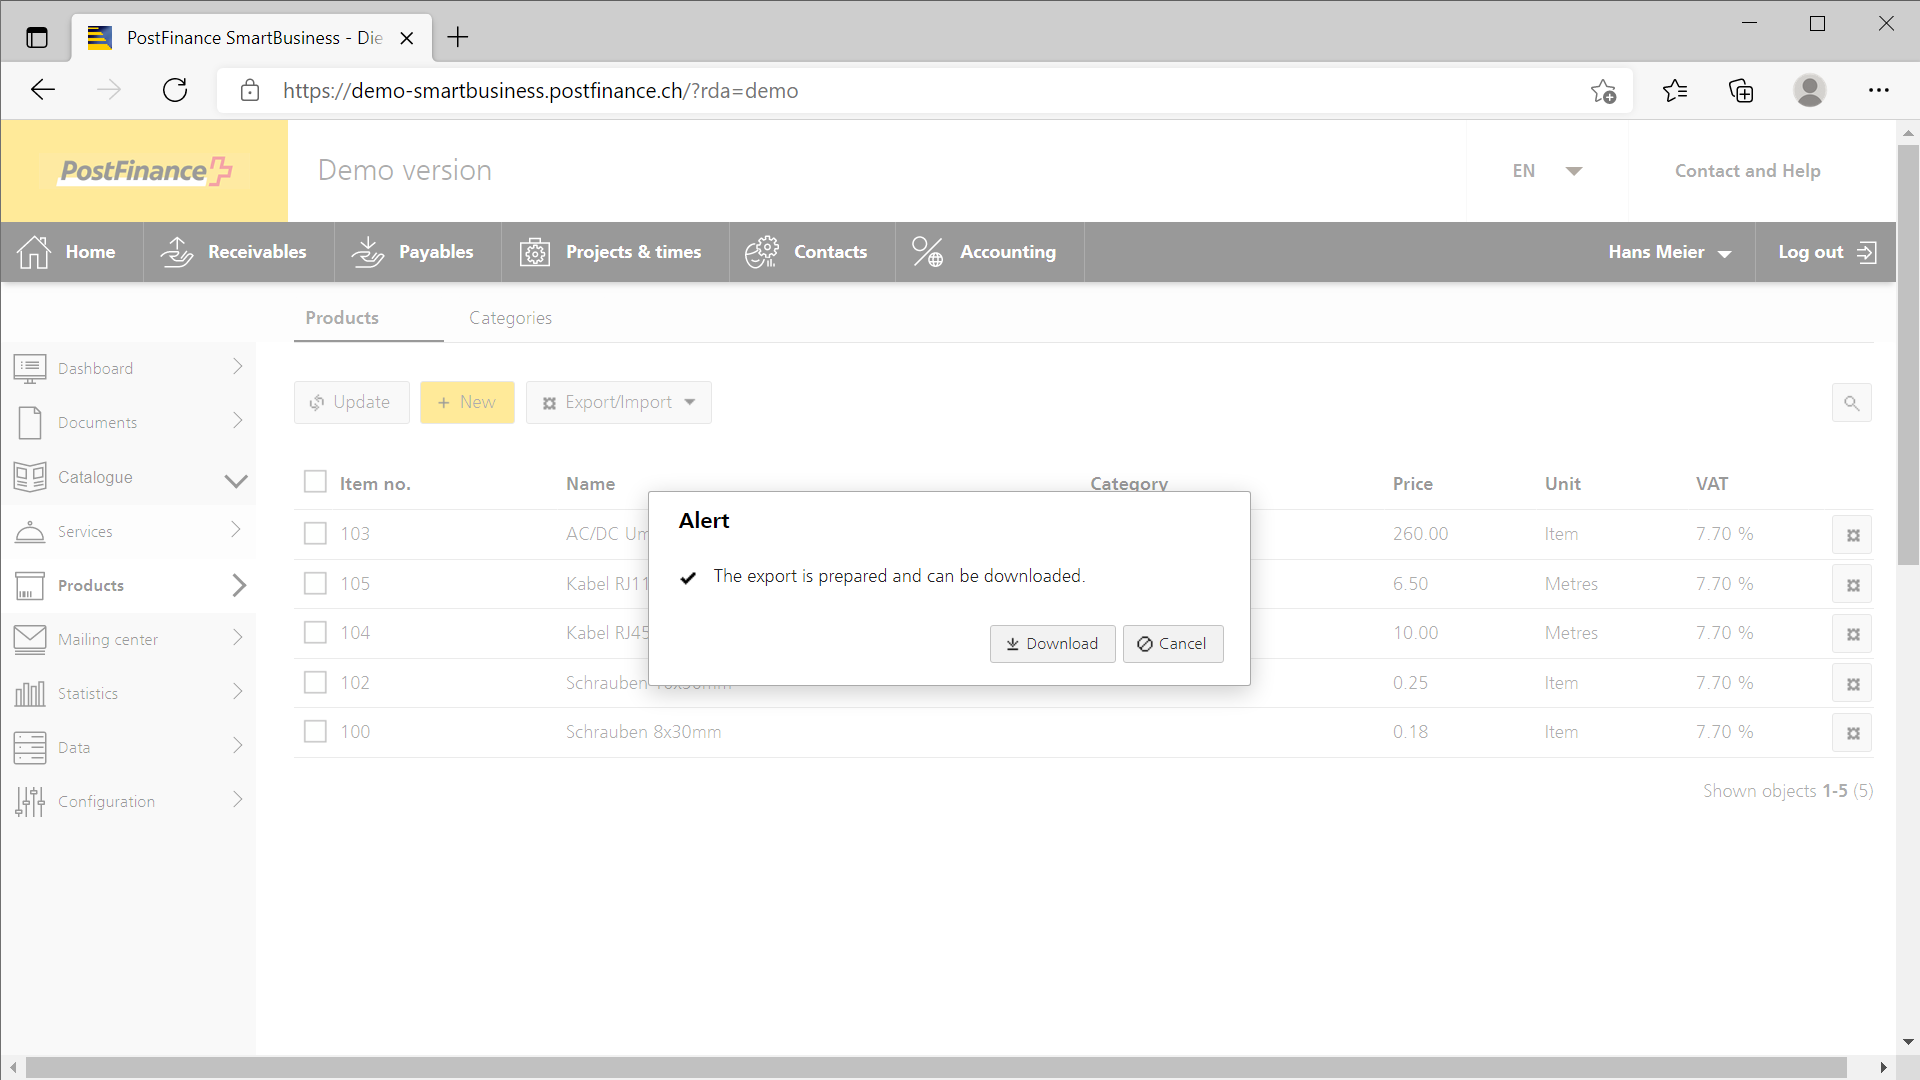 PostFinance SmartBusiness - Die
https://demo-smartbusiness.postfinance.ch/?rda=demo
PostFinance
Demo version
EN
Contact and Help
Home
Receivables
Payables
Projects & times
Contacts
Accounting
Hans Meier
Log out
Products
Categories
Dashboard
Documents
Catalogue
Services
Products
Mailing center
Statistics
Data
Configuration
Update
+ New
Export/Import
Item no. Name Category Price Unit VAT
103 AC/DC Um 260.00 Item 7.70 %
105 Kabel RJ11 6.50 Metres 7.70 %
104 Kabel RJ45 10.00 Metres 7.70 %
102 Schrauben 10x30mm 0.25 Item 7.70 %
100 Schrauben 8x30mm 0.18 Item 7.70 %
Shown objects 1-5 (5)
Alert
The export is prepared and can be downloaded.
Download
Cancel